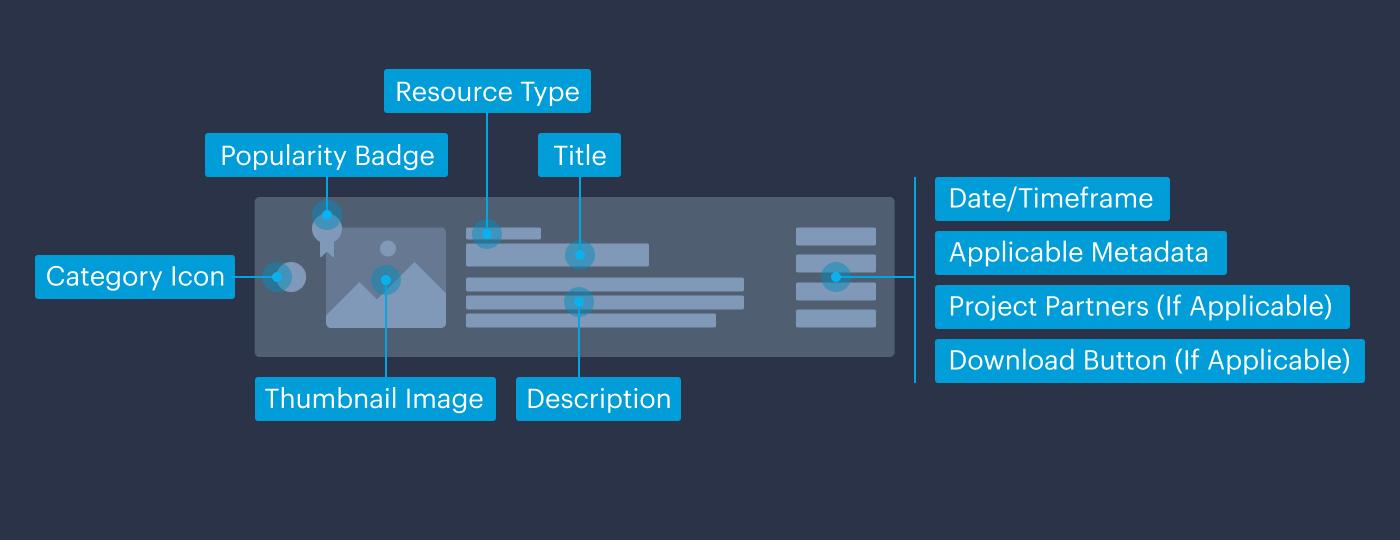 Resource Type
Popularity Badge
Title
Category Icon
Thumbnail Image
Description
Date/Timeframe
Applicable Metadata
Project Partners (If Applicable)
Download Button (If Applicable)